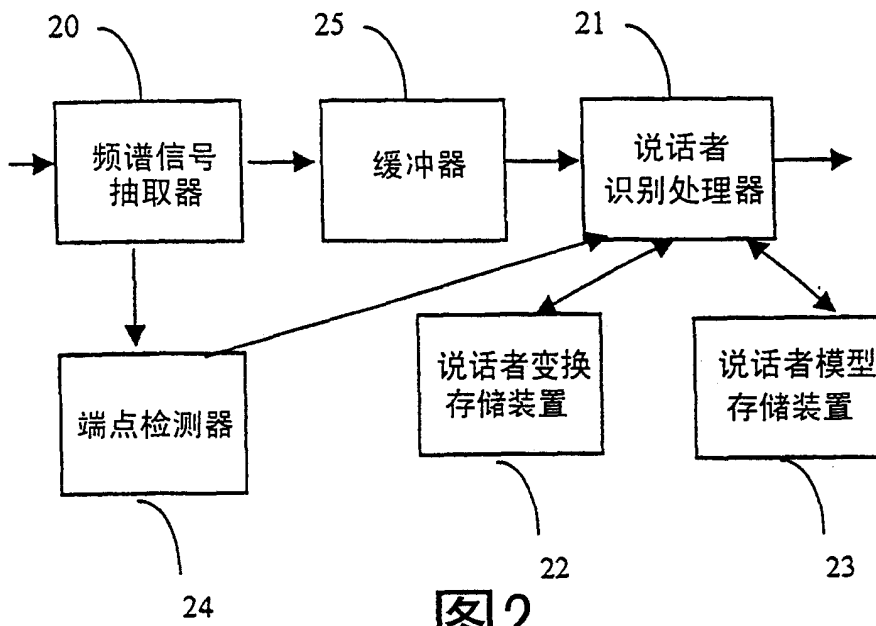 20
25
21
频谱信号
抽取器
缓冲器
说话者
识别处理器
端点检测器
说话者变换
存储装置
说话者模型
存储装置
24
22
23
图2